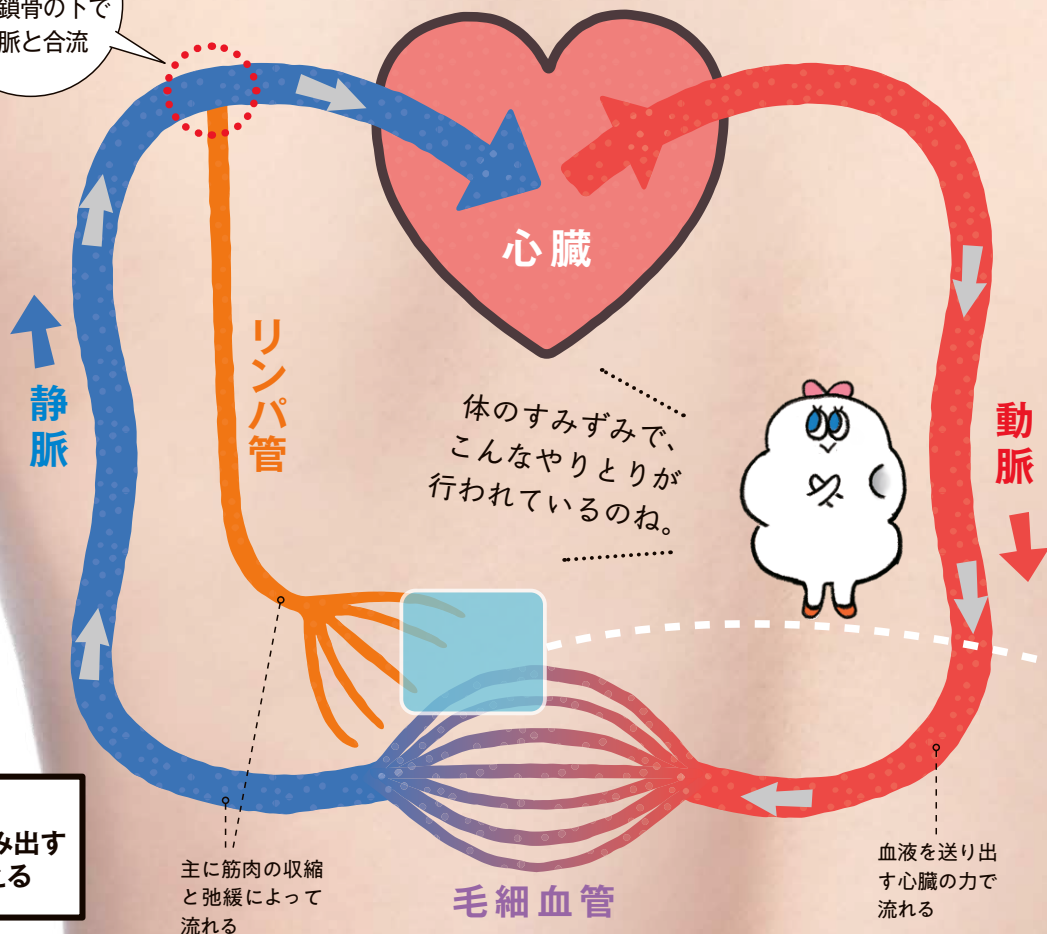 鎖骨の下で
脈と合流
心臓
リンパ管
静脈
動脈
体のすみずみで、
こんなやりとりが
行われているのね。
み出す
える
主に筋肉の収縮
と弛緩によって
流れる
毛細血管
血液を送り出
す心臓の力で
流れる